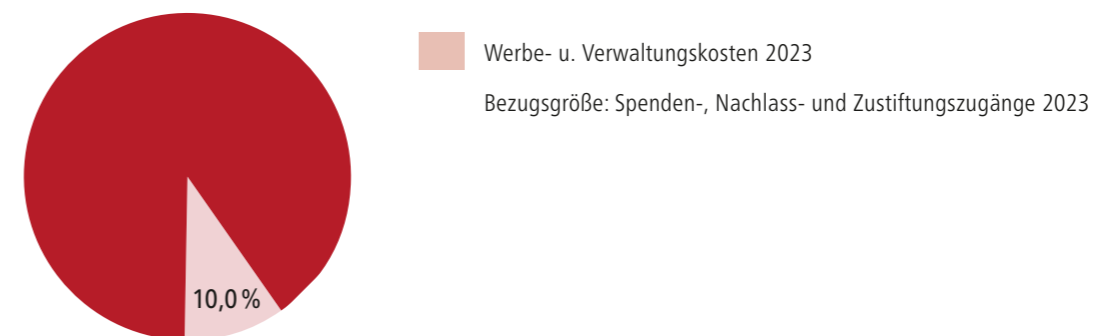 Werbe- u. Verwaltungskosten 2023
Bezugsgröße: Spenden-, Nachlass- und Zustiftungszugänge 2023
10,0 %